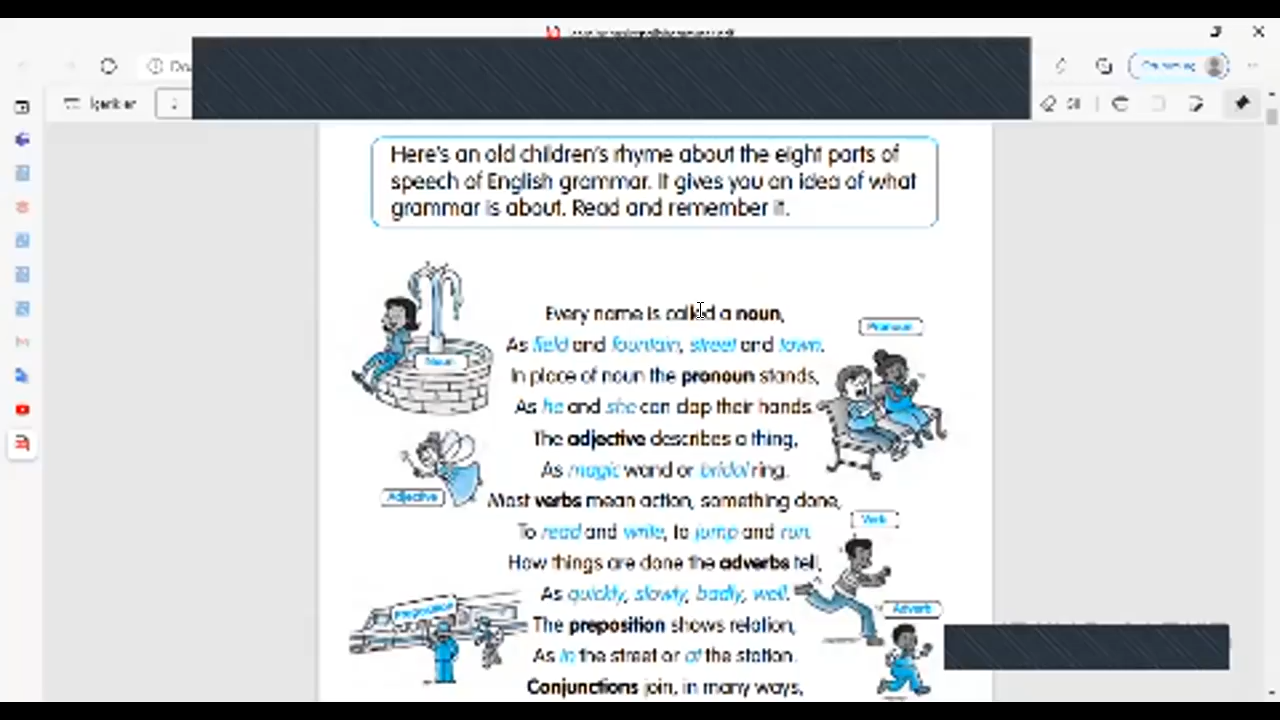 İçerikler
2
Here's an old children's rhyme about the eight parts of
speech of English grammar. It gives you an idea of what
grammar is about. Read and remember it.
Every name is called a noun,
As field and fountain, street and town.
In place of noun the pronoun stands,
As he and she can clap their hands.
The adjective describes a thing,
As magic wand or bridal ring.
Most verbs mean action, something done,
To read and write, to jump and run.
How things are done the adverbs tell,
As quickly, slowly, badly, well.
The preposition shows relation,
As in the street or at the station.
Conjunctions join, in many ways,
Noun
Pronoun
Adjective
Verb
Adverb
Preposition